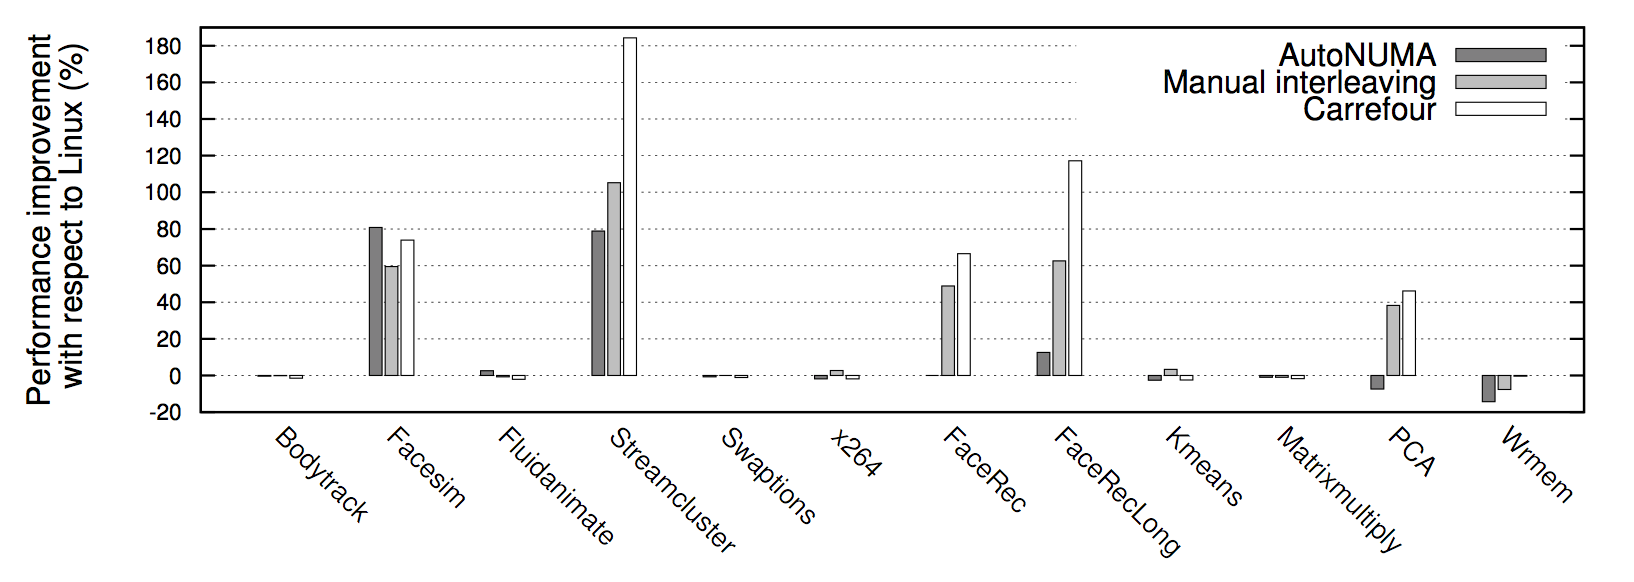 Performance improvement
with respect to Linux (%)
180
160
140
120
100
80
60
40
20
0
-20
AutoNUMA
Manual interleaving
Carrefour
Bodytrack
Facesim
Fluidanimate
Streamcluster
Swaptions
x264
FaceRec
FaceRecLong
Kmeans
Matrixmultiply
PCA
Wrmem